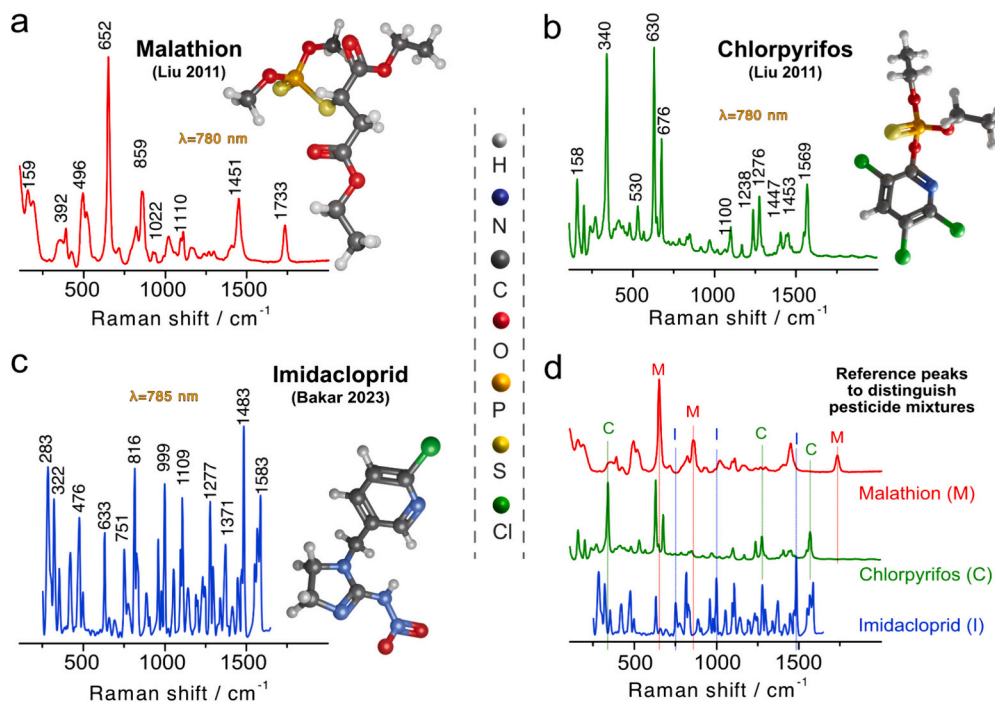 a
Malathion
(Liu 2011)
λ=780 nm
159
392
496
652
859
1022
1110
1451
1733
500
1000
1500
Raman shift / cm⁻¹
b
Chlorpyrifos
(Liu 2011)
λ=780 nm
158
340
530
630
676
1100
1238
1276
1447
1453
1569
500
1000
1500
Raman shift / cm⁻¹
H
N
C
O
P
S
Cl
c
Imidacloprid
(Bakar 2023)
λ=785 nm
283
322
476
633
751
816
999
1109
1277
1371
1483
1583
500
1000
1500
Raman shift / cm⁻¹
d
Reference peaks
to distinguish
pesticide mixtures
M
M
M
C
C
C
I
I
I
Malathion (M)
Chlorpyrifos (C)
Imidacloprid (I)
500
1000
1500
Raman shift / cm⁻¹